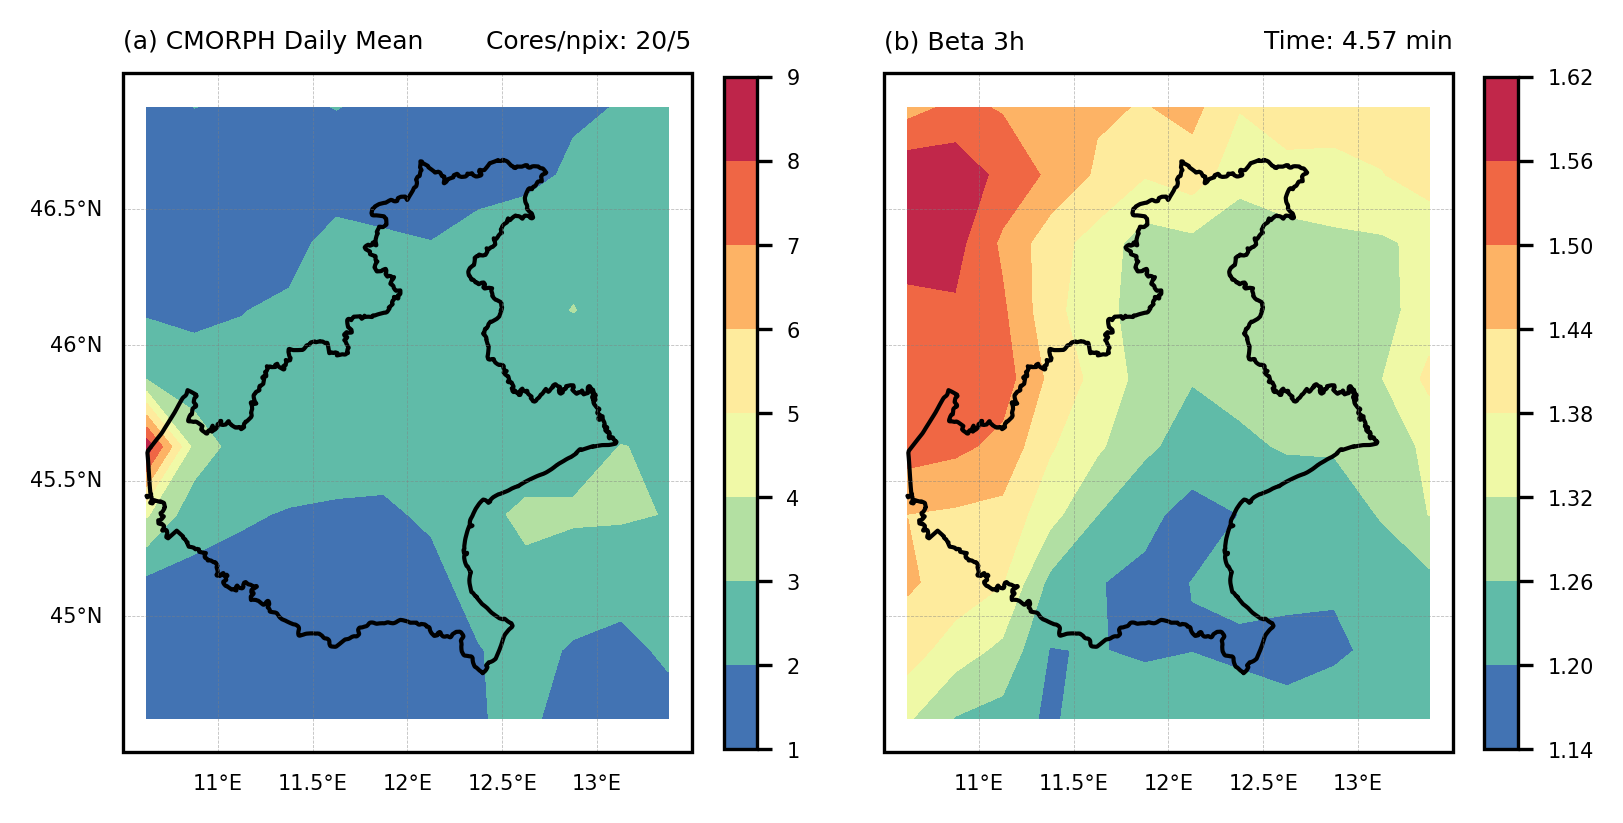 (a) CMORPH Daily Mean Cores/npix: 20/5
46.5°N
46°N
45.5°N
45°N
11°E 11.5°E 12°E 12.5°E 13°E
9
8
7
6
5
4
3
2
1
(b) Beta 3h Time: 4.57 min
11°E 11.5°E 12°E 12.5°E 13°E
1.62
1.56
1.50
1.44
1.38
1.32
1.26
1.20
1.14